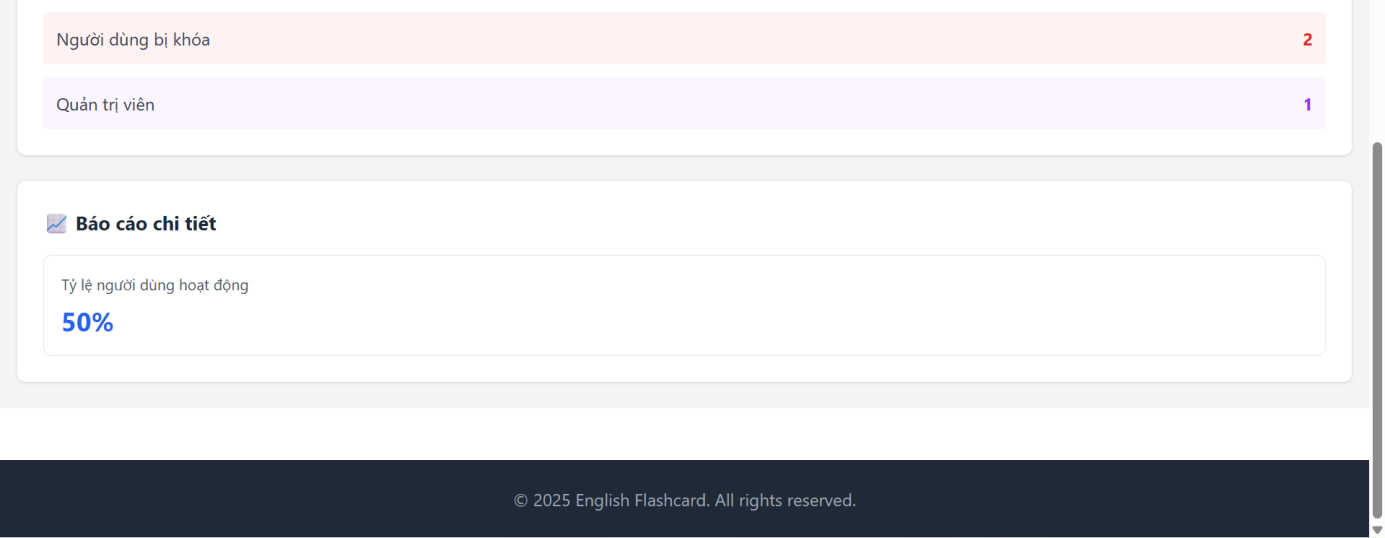 Người dùng bị khóa 2
Quản trị viên 1
📈 Báo cáo chi tiết
Tỷ lệ người dùng hoạt động
50%
© 2025 English Flashcard. All rights reserved.